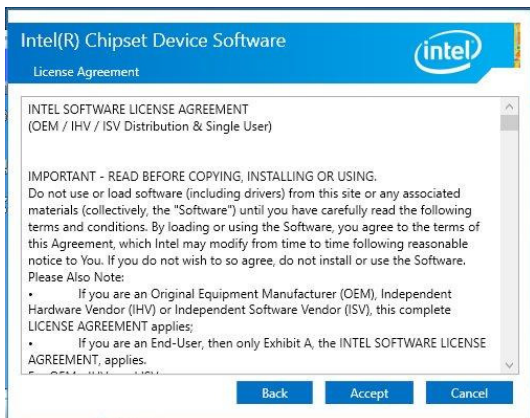 Intel(R) Chipset Device Software
intel
License Agreement
INTEL SOFTWARE LICENSE AGREEMENT
(OEM / IHV / ISV Distribution & Single User)
IMPORTANT - READ BEFORE COPYING, INSTALLING OR USING.
Do not use or load software (including drivers) from this site or any associated
materials (collectively, the "Software") until you have carefully read the following
terms and conditions. By loading or using the Software, you agree to the terms of
this Agreement, which Intel may modify from time to time following reasonable
notice to You. If you do not wish to so agree, do not install or use the Software.
Please Also Note:
• If you are an Original Equipment Manufacturer (OEM), Independent
Hardware Vendor (IHV) or Independent Software Vendor (ISV), this complete
LICENSE AGREEMENT applies;
• If you are an End-User, then only Exhibit A, the INTEL SOFTWARE LICENSE
AGREEMENT, applies.
Back Accept Cancel